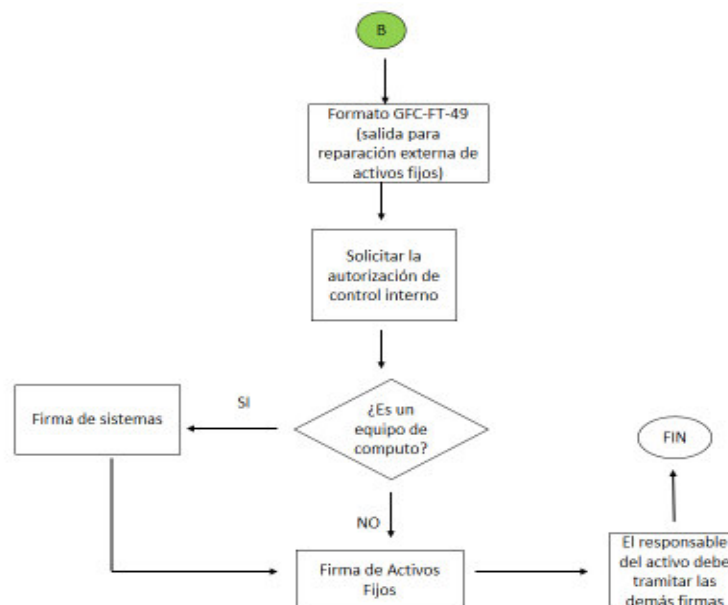 B
Formato GFC-FT-49
(salida para
reparación externa de
activos fijos)
Solicitar la
autorización de
control interno
¿Es un
equipo de
computo?
SI
Firma de sistemas
FIN
NO
Firma de Activos
Fijos
El responsable
del activo debe
tramitar las
demás firmas